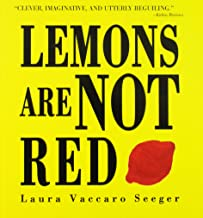 "CLEVER, IMAGINATIVE, AND UTTERLY BEGUILING."
—Kirkus Reviews
LEMONS
ARE NOT
RED
Laura Vaccaro Seeger